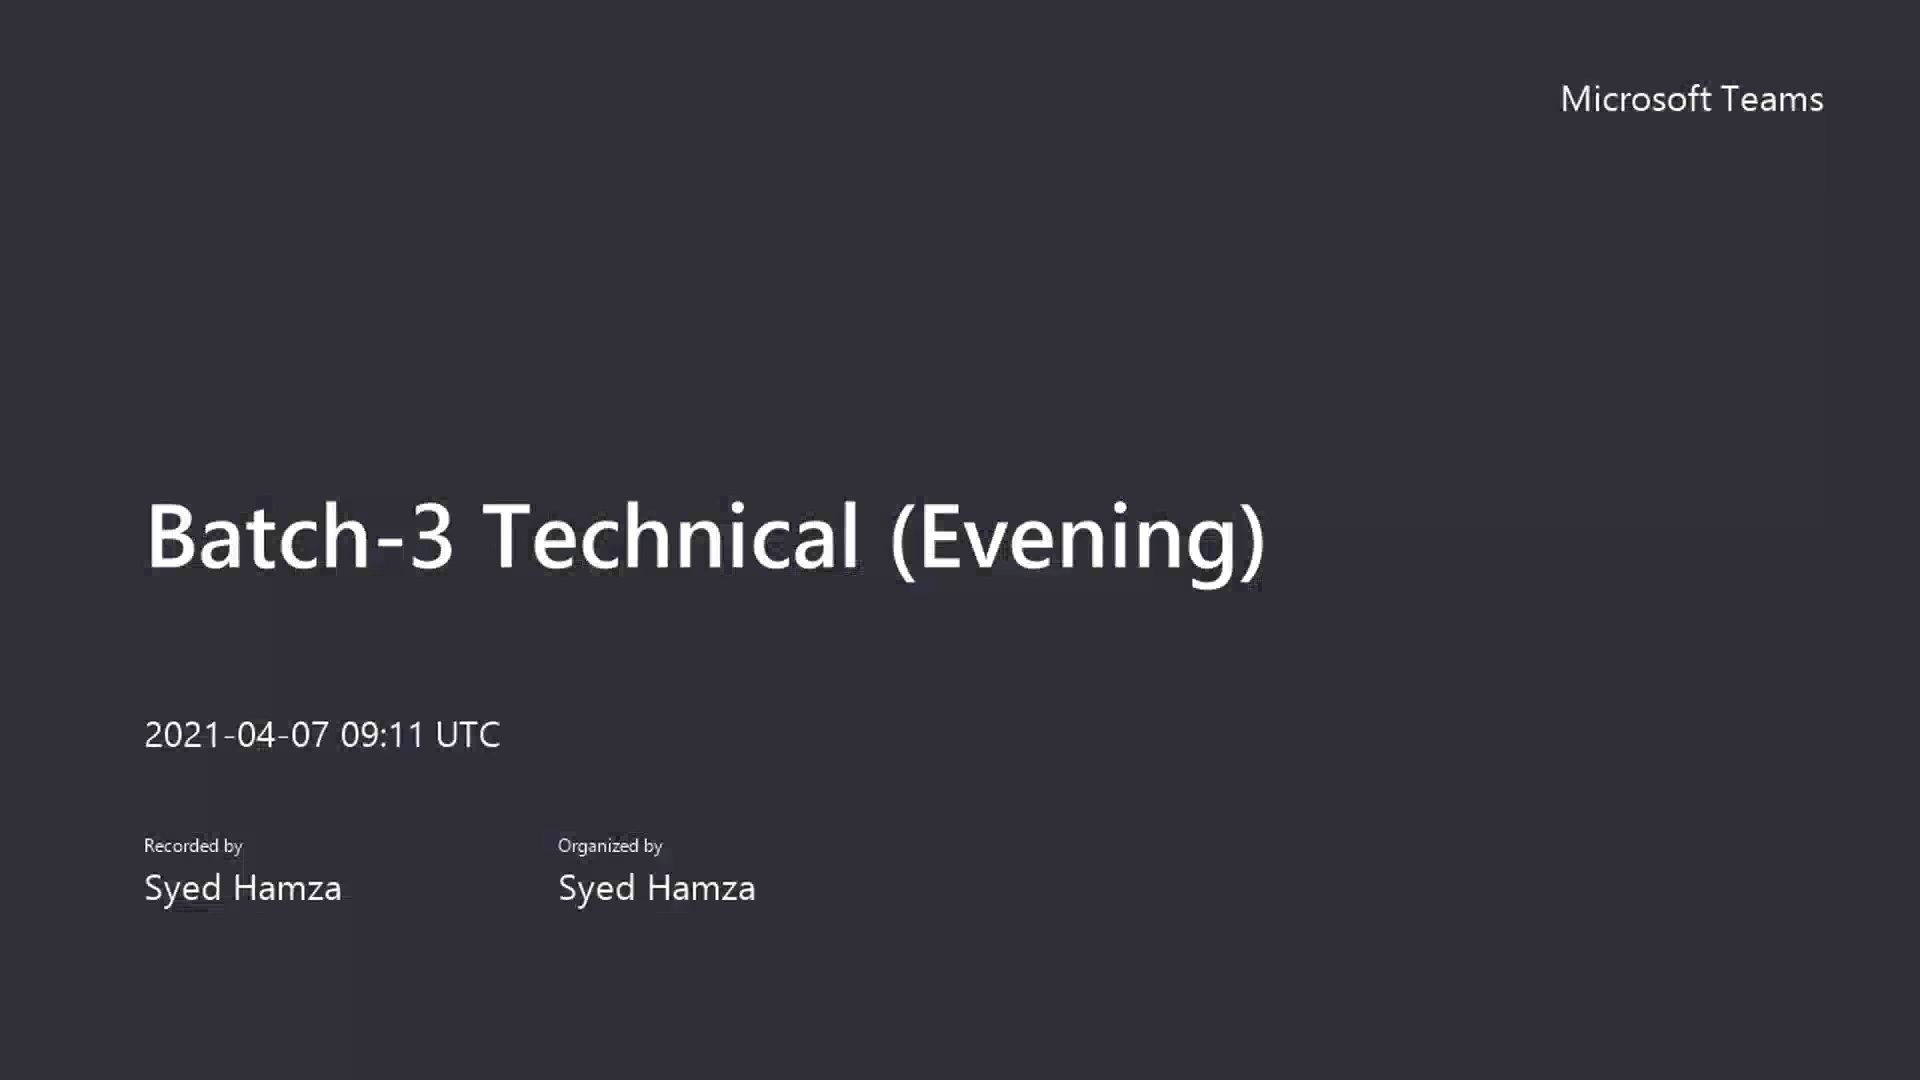 Microsoft Teams
Batch-3 Technical (Evening)
2021-04-07 09:11 UTC
Recorded by
Syed Hamza
Organized by
Syed Hamza